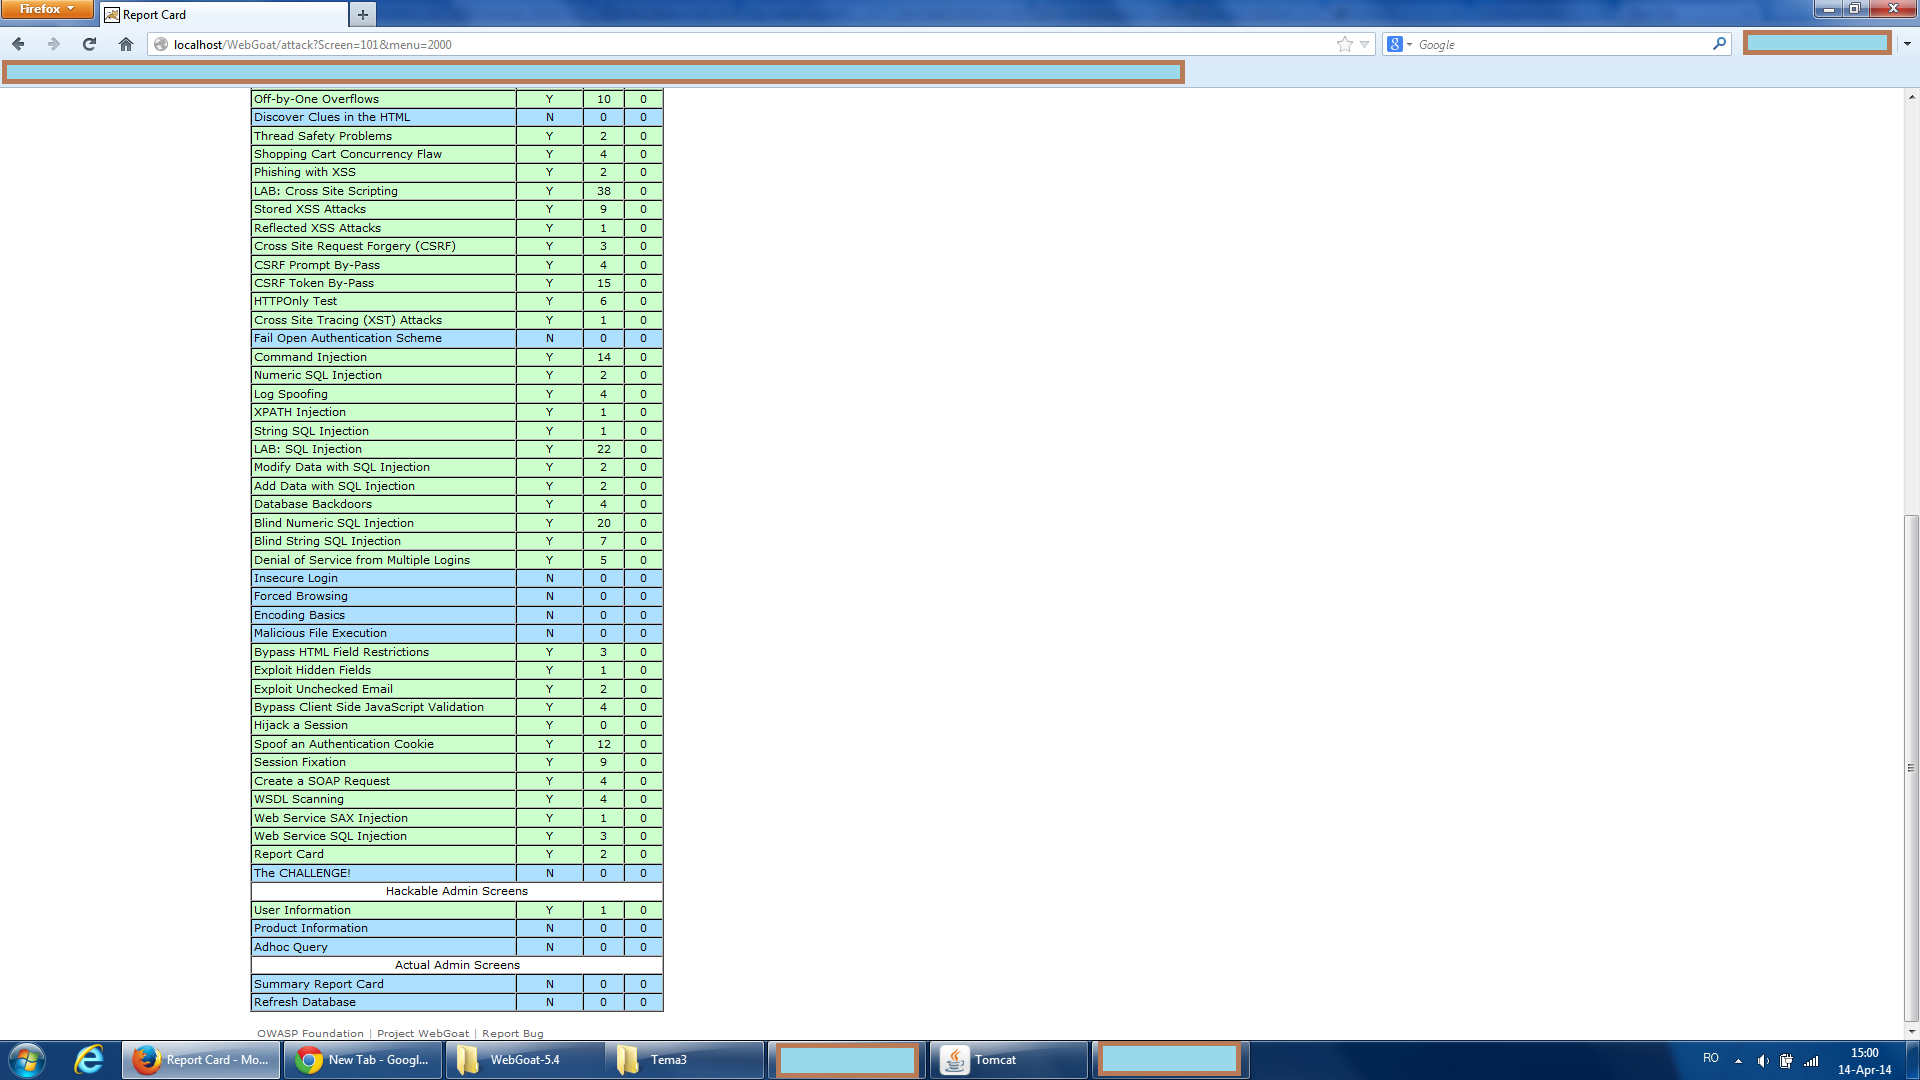 Firefox
Report Card
localhost/WebGoat/attack?Screen=101&menu=2000
Google
Off-by-One Overflows Y 10 0
Discover Clues in the HTML N 0 0
Thread Safety Problems Y 2 0
Shopping Cart Concurrency Flaw Y 4 0
Phishing with XSS Y 2 0
LAB: Cross Site Scripting Y 38 0
Stored XSS Attacks Y 9 0
Reflected XSS Attacks Y 1 0
Cross Site Request Forgery (CSRF) Y 3 0
CSRF Prompt By-Pass Y 4 0
CSRF Token By-Pass Y 15 0
HTTPOnly Test Y 6 0
Cross Site Tracing (XST) Attacks Y 1 0
Fail Open Authentication Scheme N 0 0
Command Injection Y 14 0
Numeric SQL Injection Y 2 0
Log Spoofing Y 4 0
XPATH Injection Y 1 0
String SQL Injection Y 1 0
LAB: SQL Injection Y 22 0
Modify Data with SQL Injection Y 2 0
Add Data with SQL Injection Y 2 0
Database Backdoors Y 4 0
Blind Numeric SQL Injection Y 20 0
Blind String SQL Injection Y 7 0
Denial of Service from Multiple Logins Y 5 0
Insecure Login N 0 0
Forced Browsing N 0 0
Encoding Basics N 0 0
Malicious File Execution N 0 0
Bypass HTML Field Restrictions Y 3 0
Exploit Hidden Fields Y 1 0
Exploit Unchecked Email Y 2 0
Bypass Client Side JavaScript Validation Y 4 0
Hijack a Session Y 0 0
Spoof an Authentication Cookie Y 12 0
Session Fixation Y 9 0
Create a SOAP Request Y 4 0
WSDL Scanning Y 4 0
Web Service SAX Injection Y 1 0
Web Service SQL Injection Y 3 0
Report Card Y 2 0
The CHALLENGE! N 0 0
Hackable Admin Screens
User Information Y 1 0
Product Information N 0 0
Adhoc Query N 0 0
Actual Admin Screens
Summary Report Card N 0 0
Refresh Database N 0 0
OWASP Foundation | Project WebGoat | Report Bug
Report Card - Mo...
New Tab - Googl...
WebGoat-5.4
Tema3
Tomcat
RO
15:00
14-Apr-14